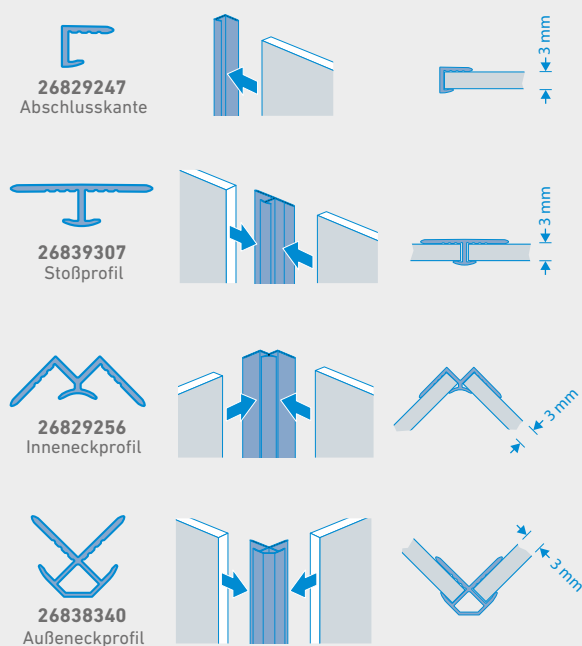 26829247
Abschlusskante
3 mm
26839307
Stoßprofil
3 mm
26829256
Inneneckprofil
3 mm
26838340
Außeneckprofil
3 mm